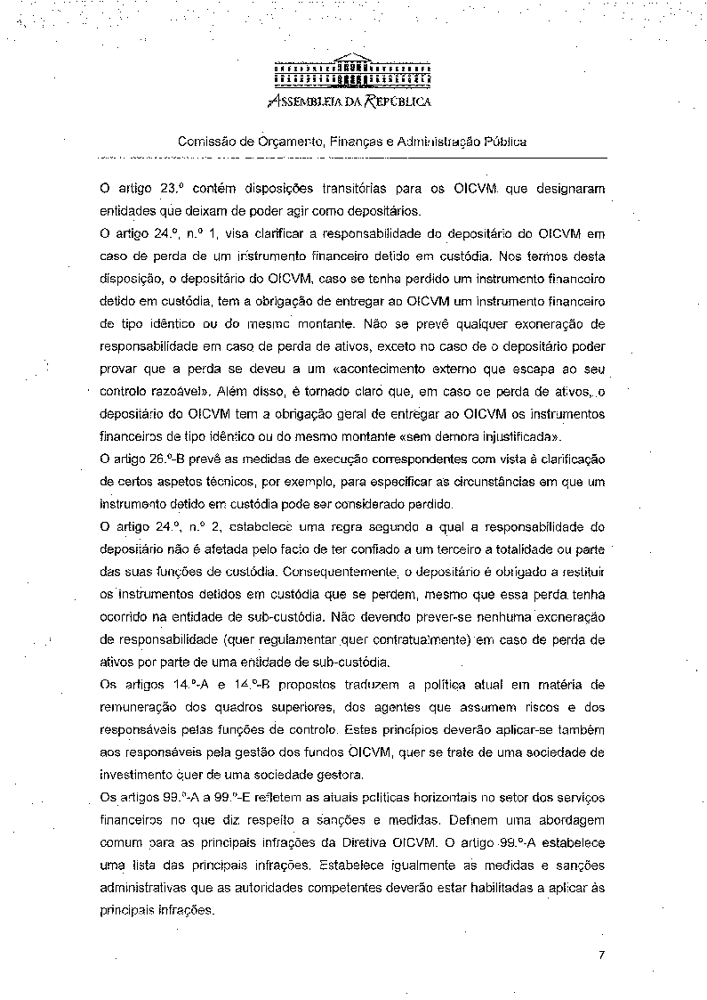 ASSEMBLEIA DA REPÚBLICA
Comissão de Orçamento, Finanças e Administração Pública
O artigo 23.º contém disposições transitórias para os OICVM que designaram
entidades que deixam de poder agir como depositários.
O artigo 24.º, n.º 1, visa clarificar a responsabilidade do depositário do OICVM em
caso de perda de um instrumento financeiro detido em custódia. Nos termos desta
disposição, o depositário do OICVM, caso se tenha perdido um instrumento financeiro
detido em custódia, tem a obrigação de entregar ao OICVM um instrumento financeiro
de tipo idêntico ou do mesmo montante. Não se prevê qualquer exoneração de
responsabilidade em caso de perda de ativos, exceto no caso de o depositário poder
provar que a perda se deveu a um «acontecimento externo que escapa ao seu
controlo razoável». Além disso, é tornado claro que, em caso de perda de ativos, o
depositário do OICVM tem a obrigação geral de entregar ao OICVM os instrumentos
financeiros de tipo idêntico ou do mesmo montante «sem demora injustificada».
O artigo 26.º-B prevê as medidas de execução correspondentes com vista à clarificação
de certos aspetos técnicos, por exemplo, para especificar as circunstâncias em que um
instrumento detido em custódia pode ser considerado perdido.
O artigo 24.º, n.º 2, estabelece uma regra segundo a qual a responsabilidade do
depositário não é afetada pelo facto de ter confiado a um terceiro a totalidade ou parte
das suas funções de custódia. Consequentemente, o depositário é obrigado a restituir
os instrumentos detidos em custódia que se perdem, mesmo que essa perda tenha
ocorrido na entidade de sub-custódia. Não devendo prever-se nenhuma exoneração
de responsabilidade (quer regulamentar quer contratualmente) em caso de perda de
ativos por parte de uma entidade de sub-custódia.
Os artigos 14.º-A e 14.º-B propostos traduzem a política atual em matéria de
remuneração dos quadros superiores, dos agentes que assumem riscos e dos
responsáveis pelas funções de controlo. Estes princípios deverão aplicar-se também
aos responsáveis pela gestão dos fundos OICVM, quer se trate de uma sociedade de
investimento quer de uma sociedade gestora.
Os artigos 99.º-A a 99.º-E refletem as atuais políticas horizontais no setor dos serviços
financeiros no que diz respeito a sanções e medidas. Definem uma abordagem
comum para as principais infrações da Diretiva OICVM. O artigo 99.º-A estabelece
uma lista das principais infrações. Estabelece igualmente as medidas e sanções
administrativas que as autoridades competentes deverão estar habilitadas a aplicar às
principais infrações.
7